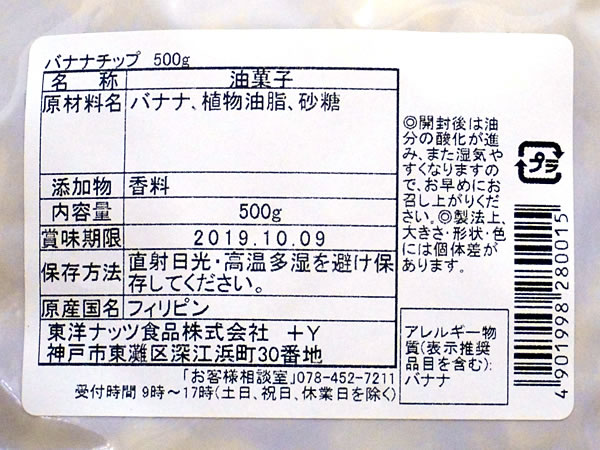 バナナチップ 500g
名 称 油菓子
原材料名 バナナ、植物油脂、砂糖
添加物 香料
内容量 500g
賞味期限 2019.10.09
保存方法 直射日光・高温多湿を避け保
存してください。
原産国名 フィリピン
東洋ナッツ食品株式会社 +Y
神戸市東灘区深江浜町30番地
「お客様相談室」078-452-7211
受付時間 9時～17時(土、日、祝日、休業日を除く)
◎開封後は油
分の酸化が進
み、また湿気や
すくなりますの
で、お早めにお
召し上がりくだ
さい。◎製法上、
大きさ・形状・色
には個体差が
あります。
プラ
4901998280015
アレルギー物
質(表示推奨
品目を含む):
バナナ